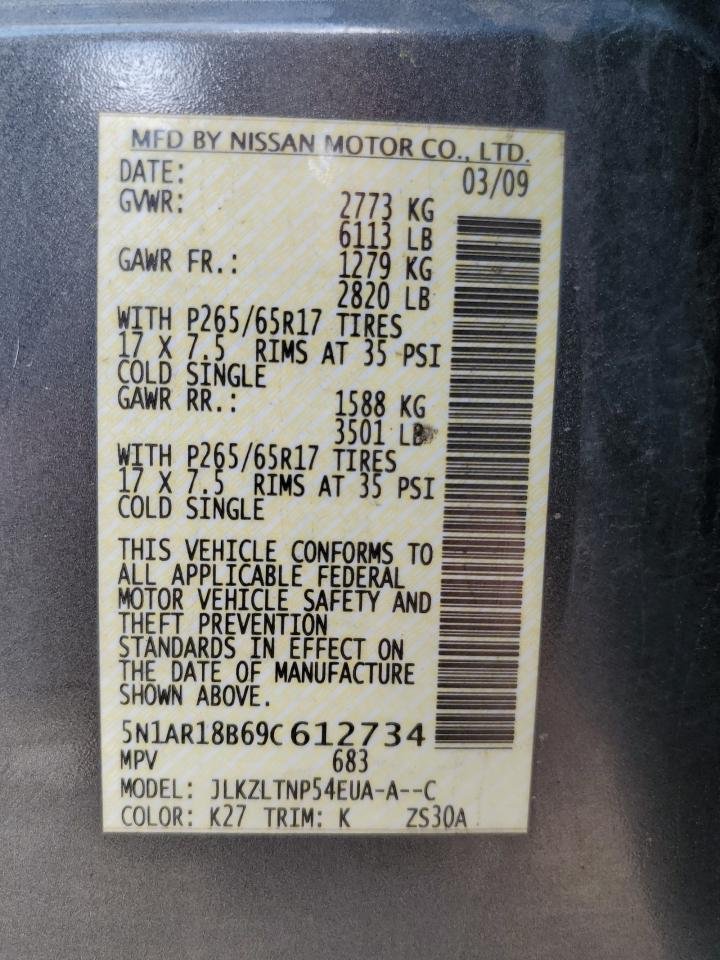 MFD BY NISSAN MOTOR CO., LTD.
DATE: 03/09
GVWR: 2773 KG
6113 LB
GAWR FR.: 1279 KG
2820 LB
WITH P265/65R17 TIRES
17 X 7.5 RIMS AT 35 PSI
COLD SINGLE
GAWR RR.: 1588 KG
3501 LB
WITH P265/65R17 TIRES
17 X 7.5 RIMS AT 35 PSI
COLD SINGLE
THIS VEHICLE CONFORMS TO
ALL APPLICABLE FEDERAL
MOTOR VEHICLE SAFETY AND
THEFT PREVENTION
STANDARDS IN EFFECT ON
THE DATE OF MANUFACTURE
SHOWN ABOVE.
5N1AR18B69C612734
MPV 683
MODEL: JLKZLTNP54EUA-A--C
COLOR: K27 TRIM: K ZS30A